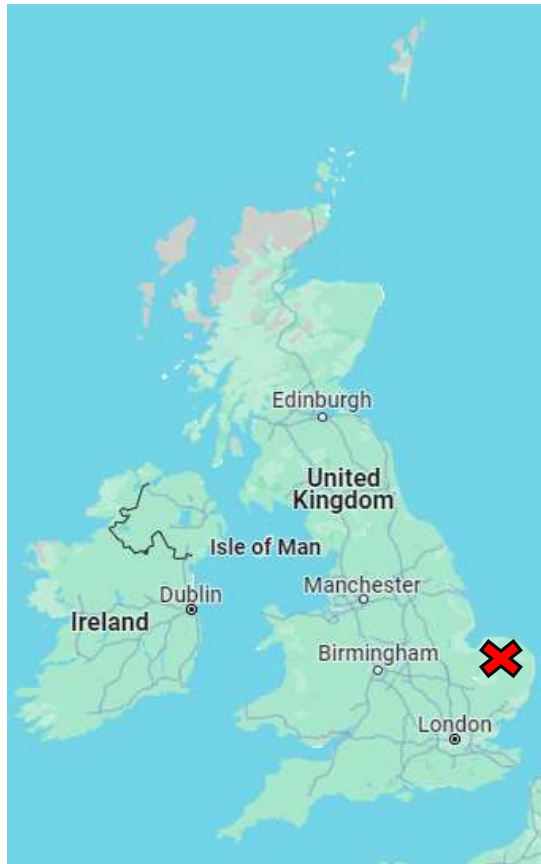 Edinburgh
United
Kingdom
Isle of Man
Manchester
Dublin
Ireland
Birmingham
London